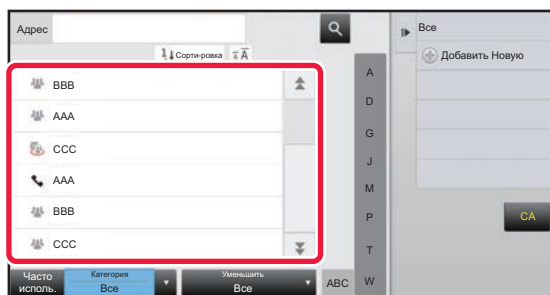 Адрес
Все
1 Сорти-ровка
Добавить Новую
BBB
AAA
CCC
AAA
BBB
CCC
A
D
G
J
M
P
T
W
CA
Часто исполь.
Категория
Все
Уменьшить
Все
ABC